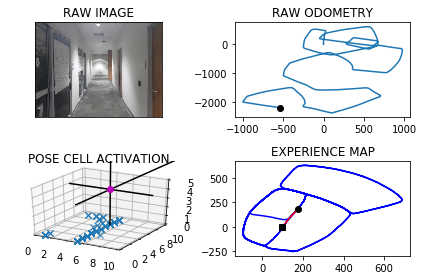 RAW IMAGE
RAW ODOMETRY
0
−1000
−2000
−1000 −500 0 500 1000
POSE CELL ACTIVATION
0 2 4 6 8 10
0 2 4 6 8 10
0 1 2 3 4 5
EXPERIENCE MAP
500
250
0
−250
0 200 400 600